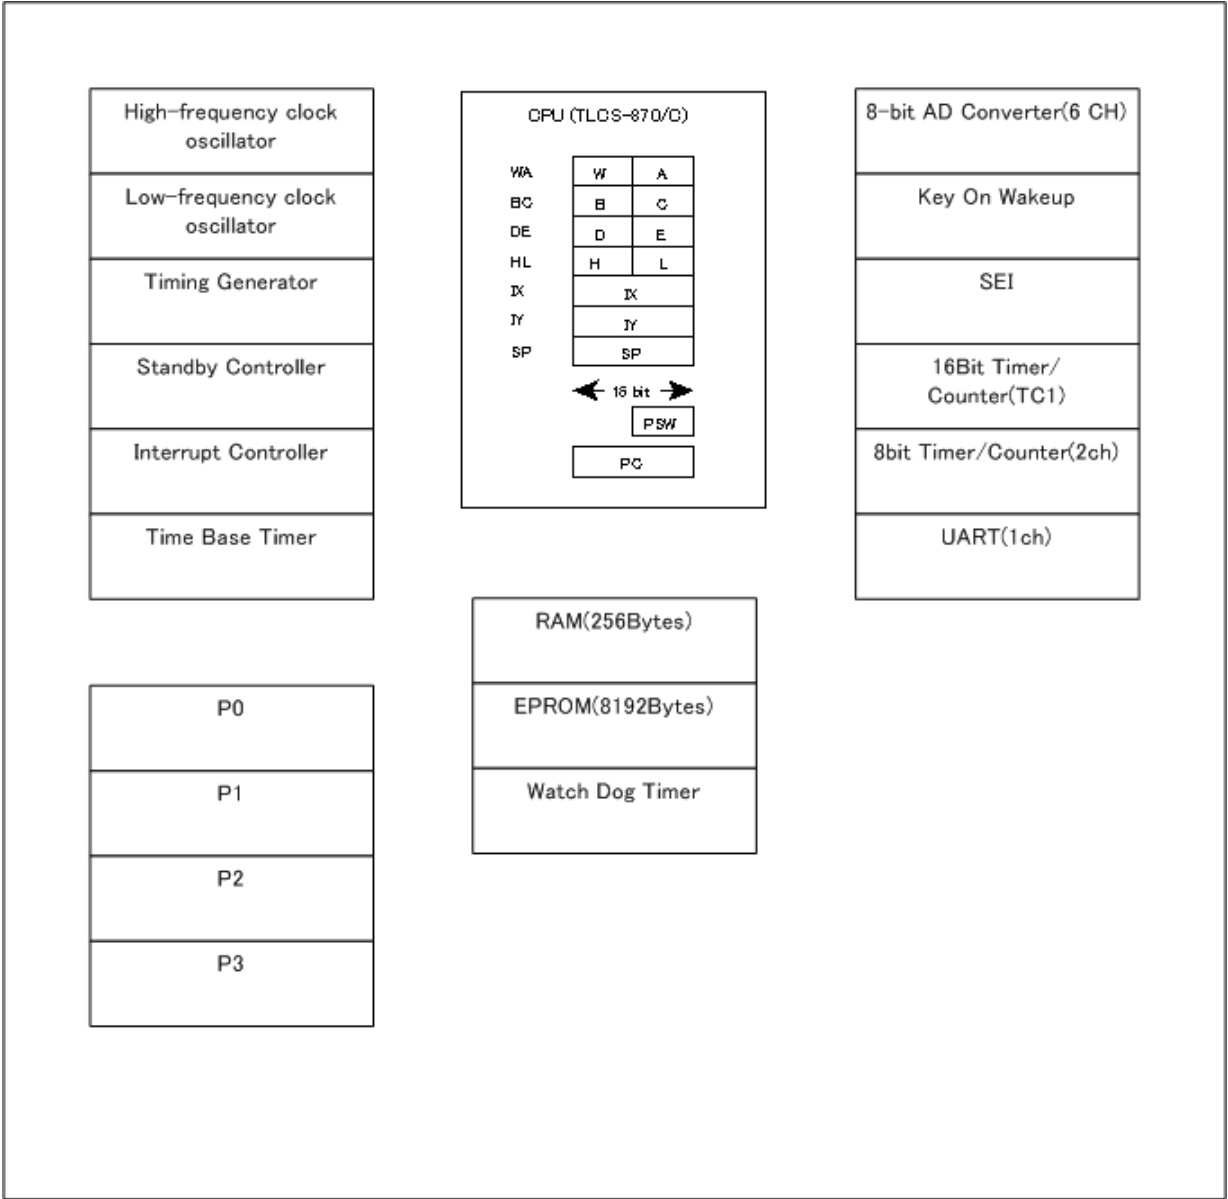 High-frequency clock
oscillator
Low-frequency clock
oscillator
Timing Generator
Standby Controller
Interrupt Controller
Time Base Timer
CPU (TLCS-870/C)
WA W A
BC B C
DE D E
HL H L
IX IX
IY IY
SP SP
16 bit
PSW
PC
8-bit AD Converter(6 CH)
Key On Wakeup
SEI
16Bit Timer/
Counter(TC1)
8bit Timer/Counter(2ch)
UART(1ch)
RAM(256Bytes)
EPROM(8192Bytes)
Watch Dog Timer
P0
P1
P2
P3